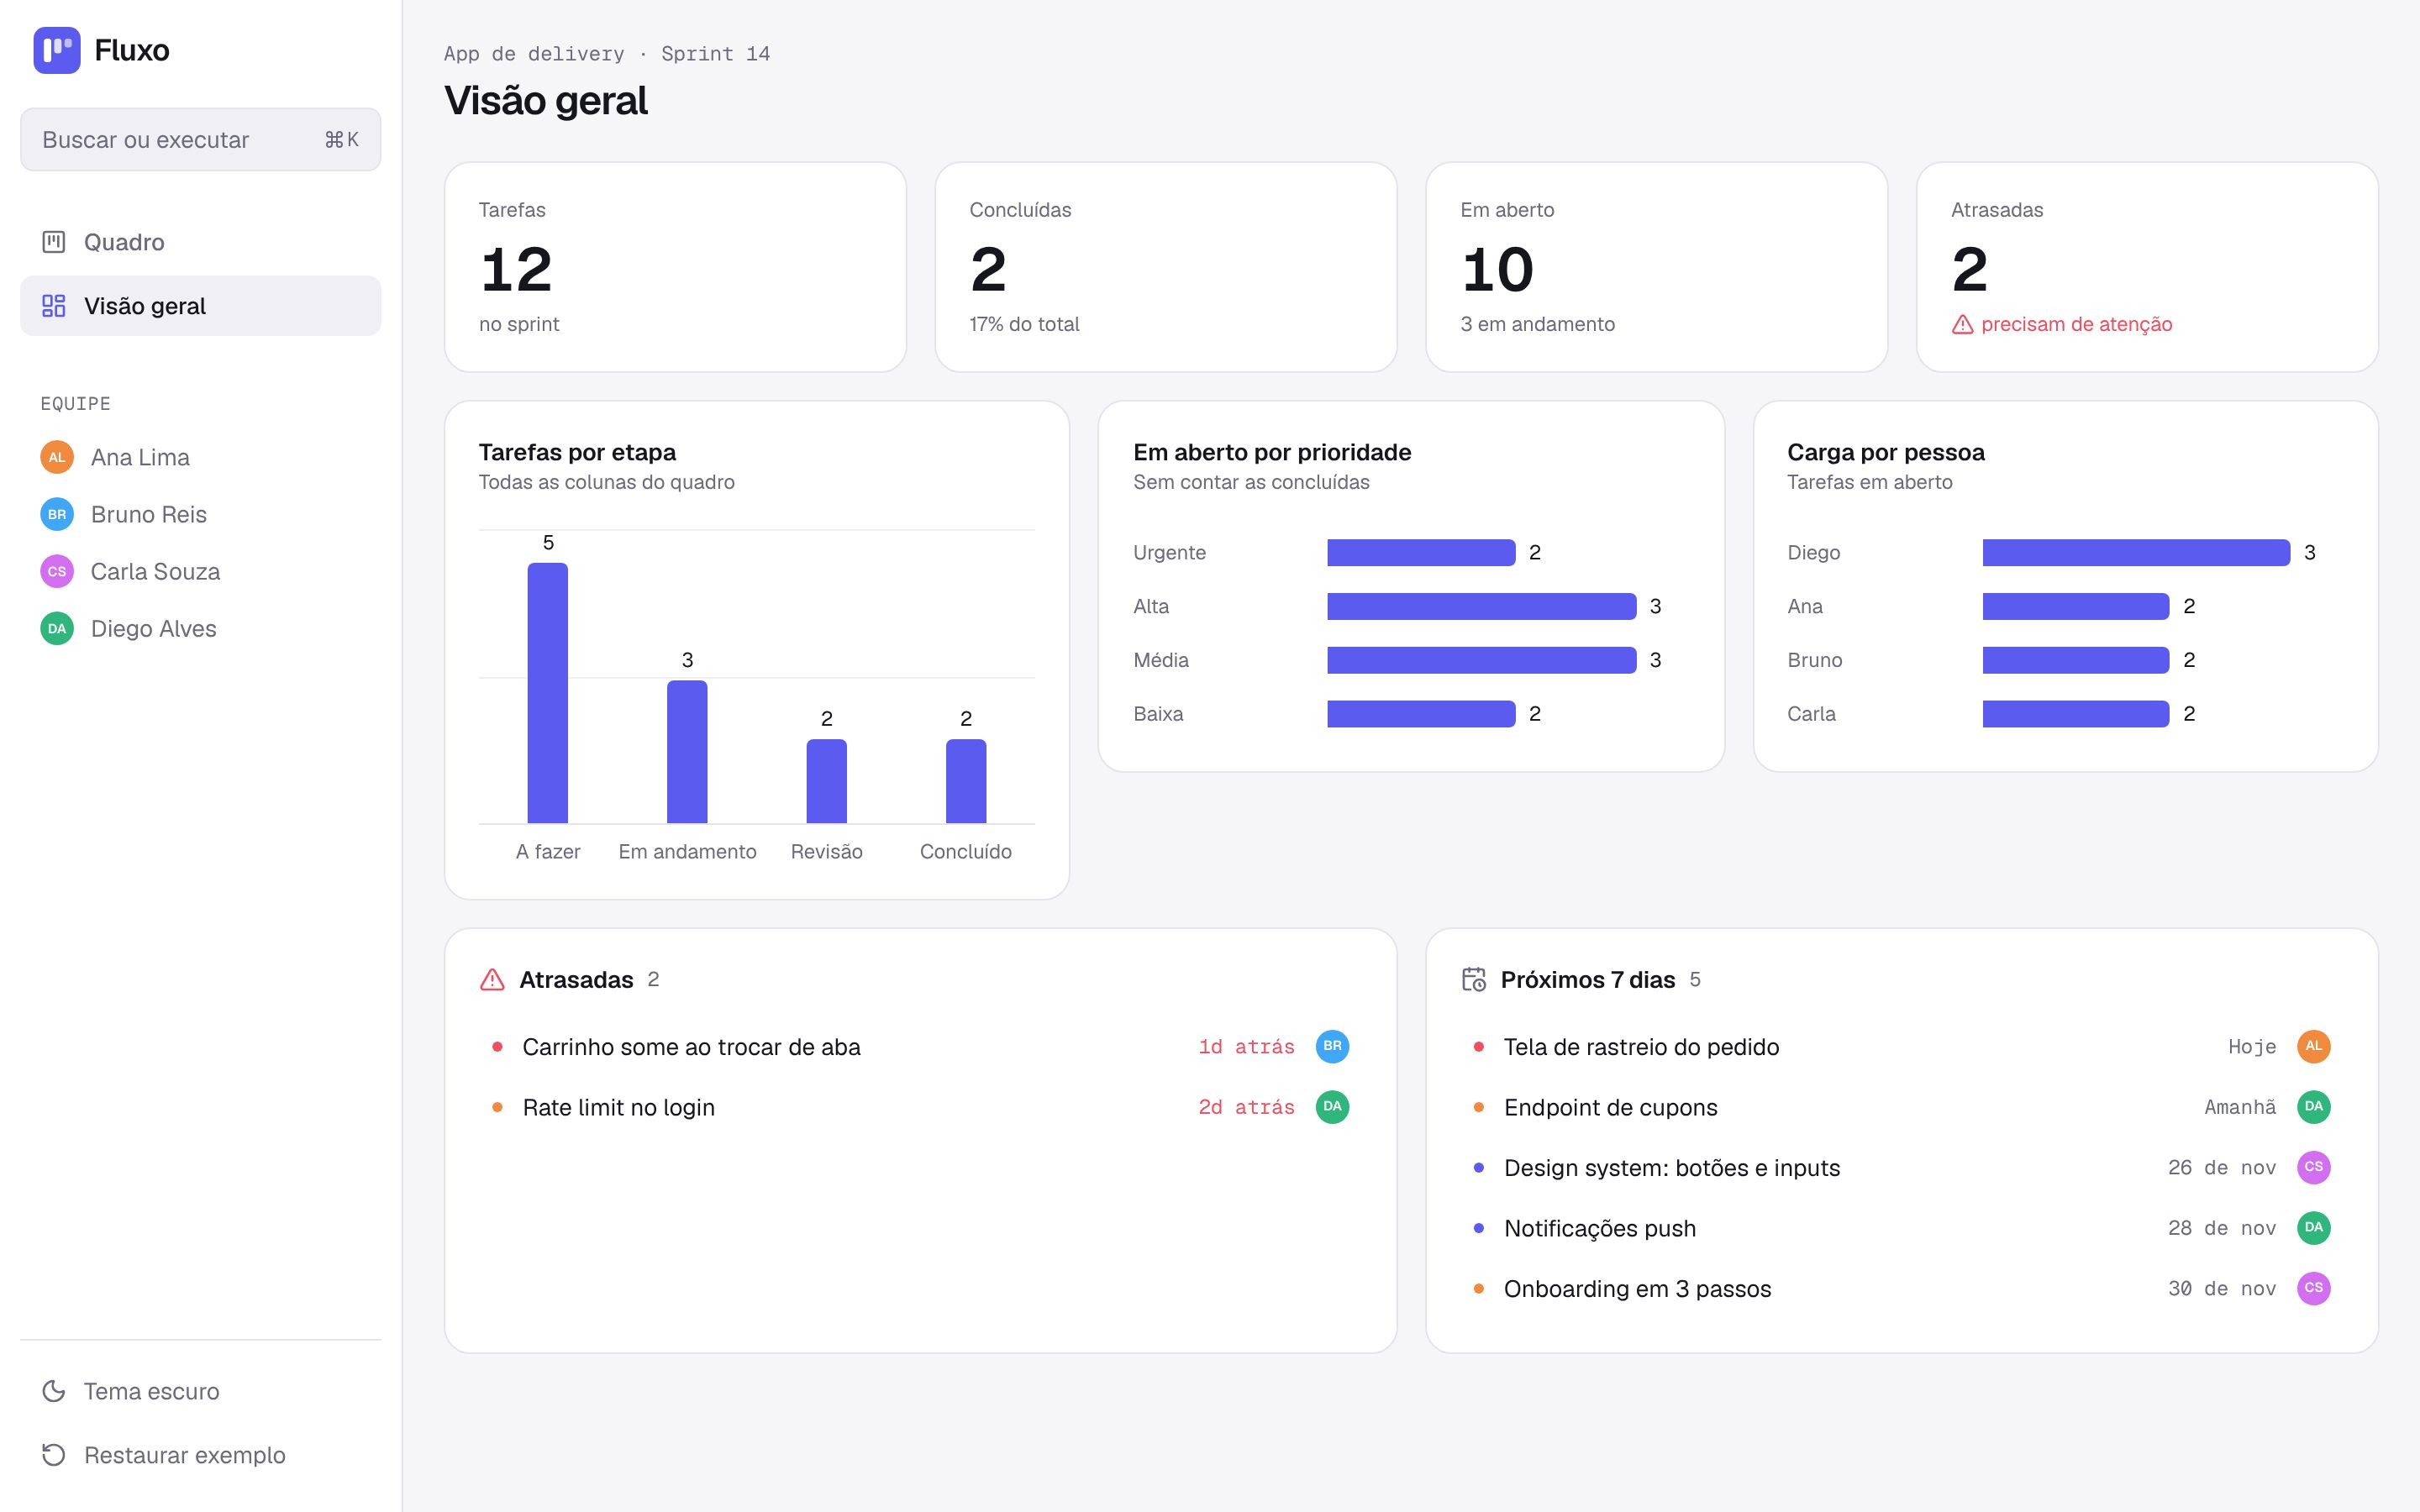 Fluxo
Buscar ou executar ⌘K
Quadro
Visão geral
EQUIPE
AL Ana Lima
BR Bruno Reis
CS Carla Souza
DA Diego Alves
Tema escuro
Restaurar exemplo
App de delivery · Sprint 14
Visão geral
Tarefas
12
no sprint
Concluídas
2
17% do total
Em aberto
10
3 em andamento
Atrasadas
2
precisam de atenção
Tarefas por etapa
Todas as colunas do quadro
5
3
2
2
A fazer
Em andamento
Revisão
Concluído
Em aberto por prioridade
Sem contar as concluídas
Urgente 2
Alta 3
Média 3
Baixa 2
Carga por pessoa
Tarefas em aberto
Diego 3
Ana 2
Bruno 2
Carla 2
Atrasadas 2
Carrinho some ao trocar de aba 1d atrás BR
Rate limit no login 2d atrás DA
Próximos 7 dias 5
Tela de rastreio do pedido Hoje AL
Endpoint de cupons Amanhã DA
Design system: botões e inputs 26 de nov CS
Notificações push 28 de nov DA
Onboarding em 3 passos 30 de nov CS